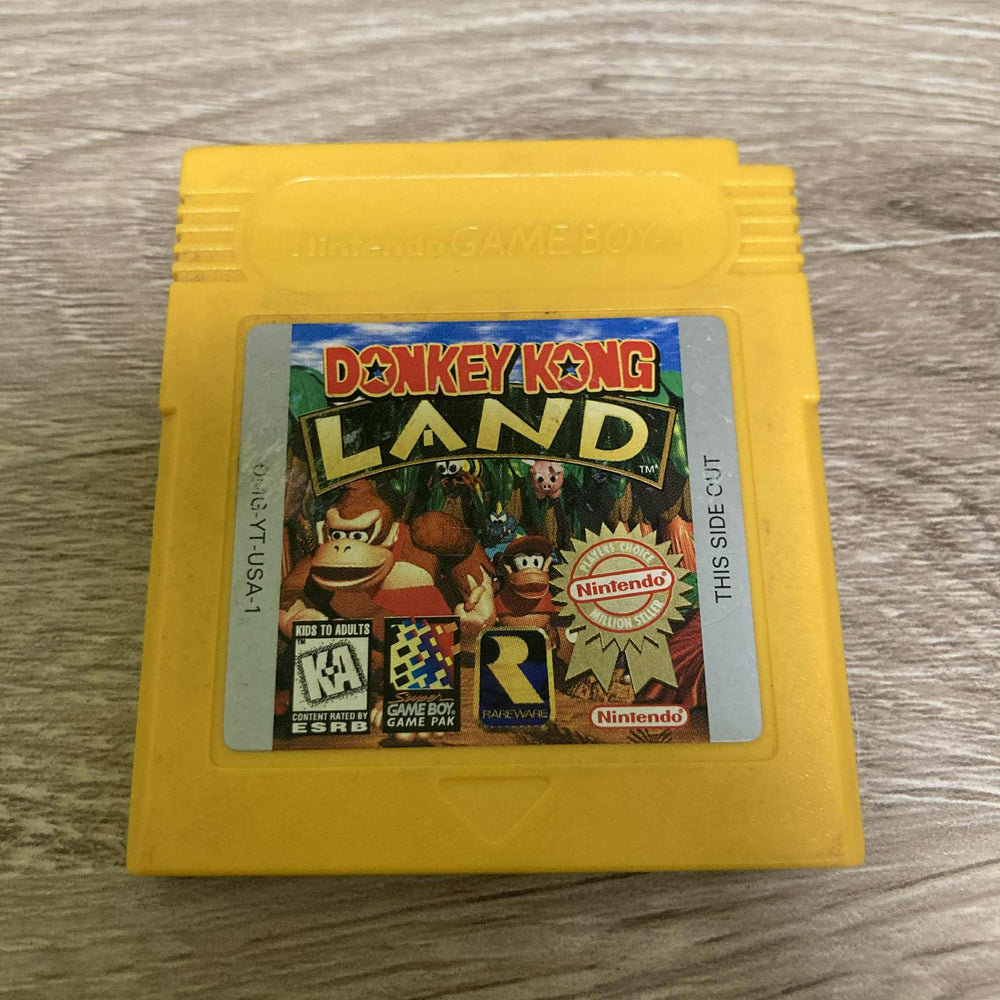 Nintendo GAME BOY
DONKEY KONG
LAND
TM
DMG-YT-USA-1
THIS SIDE OUT
PLAYERS CHOICE
Nintendo®
MILLION SELLER
KIDS TO ADULTS
TM
K-A
CONTENT RATED BY
ESRB
Super
GAME BOY®
GAME PAK
R
RAREWARE
Nintendo®